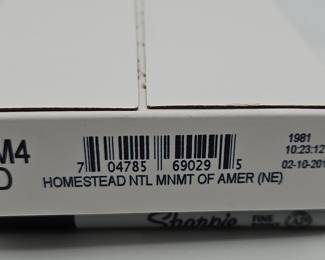 M4
D
1981
10:23:12
02-10-20
7 04785 69029 5
HOMESTEAD NTL MNMT OF AMER (NE)
Sharpie
FINE